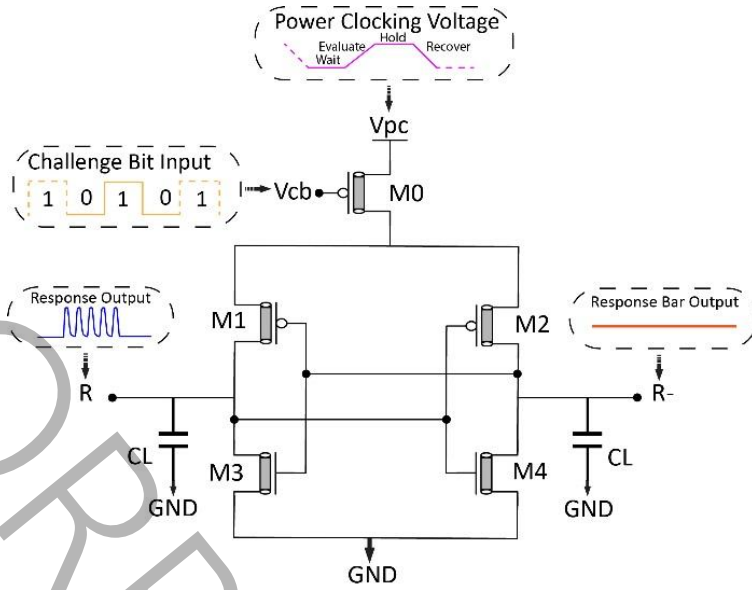 Power Clocking Voltage
Hold
Evaluate
Recover
Wait
Vpc
Challenge Bit Input
1 0 1 0 1
Vcb
M0
Response Output
M1
M2
Response Bar Output
R
R-
CL
M3
M4
CL
GND
GND
GND